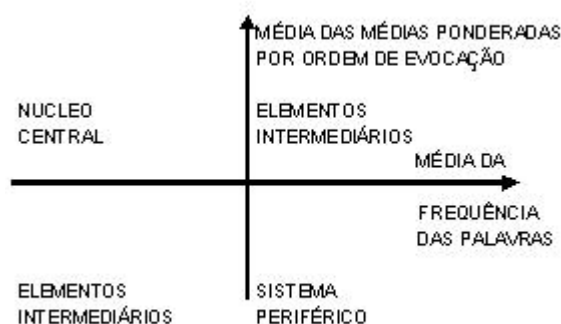 MÉDIA DAS MÉDIAS PONDERADAS
POR ORDEM DE EVOCAÇÃO
NUCLEO
CENTRAL
ELEMENTOS
INTERMEDIÁRIOS
MÉDIA DA
FREQUÊNCIA
DAS PALAVRAS
ELEMENTOS
INTERMEDIÁRIOS
SISTEMA
PERIFÉRICO